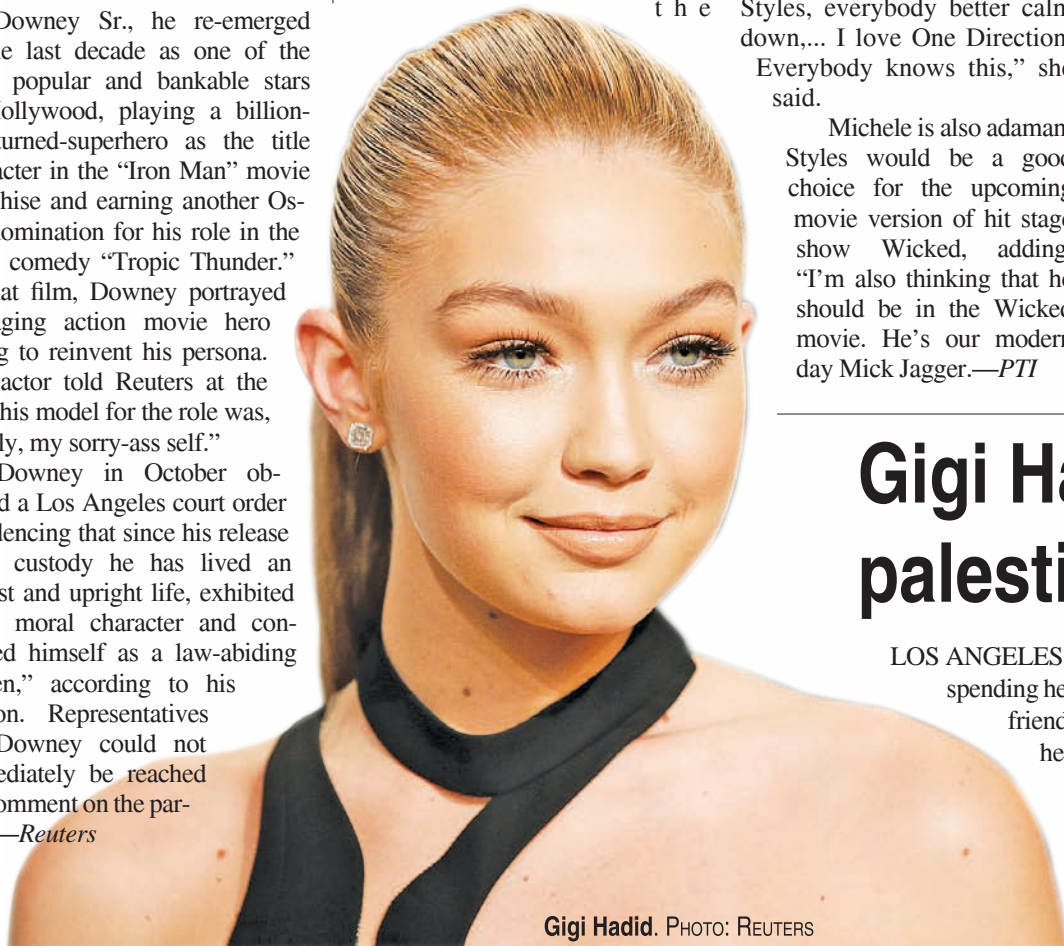 Downey Sr., he re-emerged
last decade as one of the
popular and bankable stars
ollywood, playing a billion-
turned-superhero as the title
acter in the “Iron Man” movie
hise and earning another Os-
omination for his role in the
comedy “Tropic Thunder.”
at film, Downey portrayed
ging action movie hero
g to reinvent his persona.
actor told Reuters at the
his model for the role was,
ly, my sorry-ass self.”
Downey in October ob-
d a Los Angeles court order
dencing that since his release
custody he has lived an
st and upright life, exhibited
moral character and con-
ed himself as a law-abiding
en,” according to his
on. Representatives
Downey could not
ediately be reached
omment on the par-
—Reuters
the Styles, everybody better calm
down,... I love One Direction
Everybody knows this,” she
said.
Michele is also adaman
Styles would be a good
choice for the upcoming
movie version of hit stage
show Wicked, adding
“I’m also thinking that he
should be in the Wicked
movie. He’s our modern
day Mick Jagger.—PTI
Gigi Ha
palesti
LOS ANGELES
spending he
friend
he
Gigi Hadid. PHOTO: REUTERS